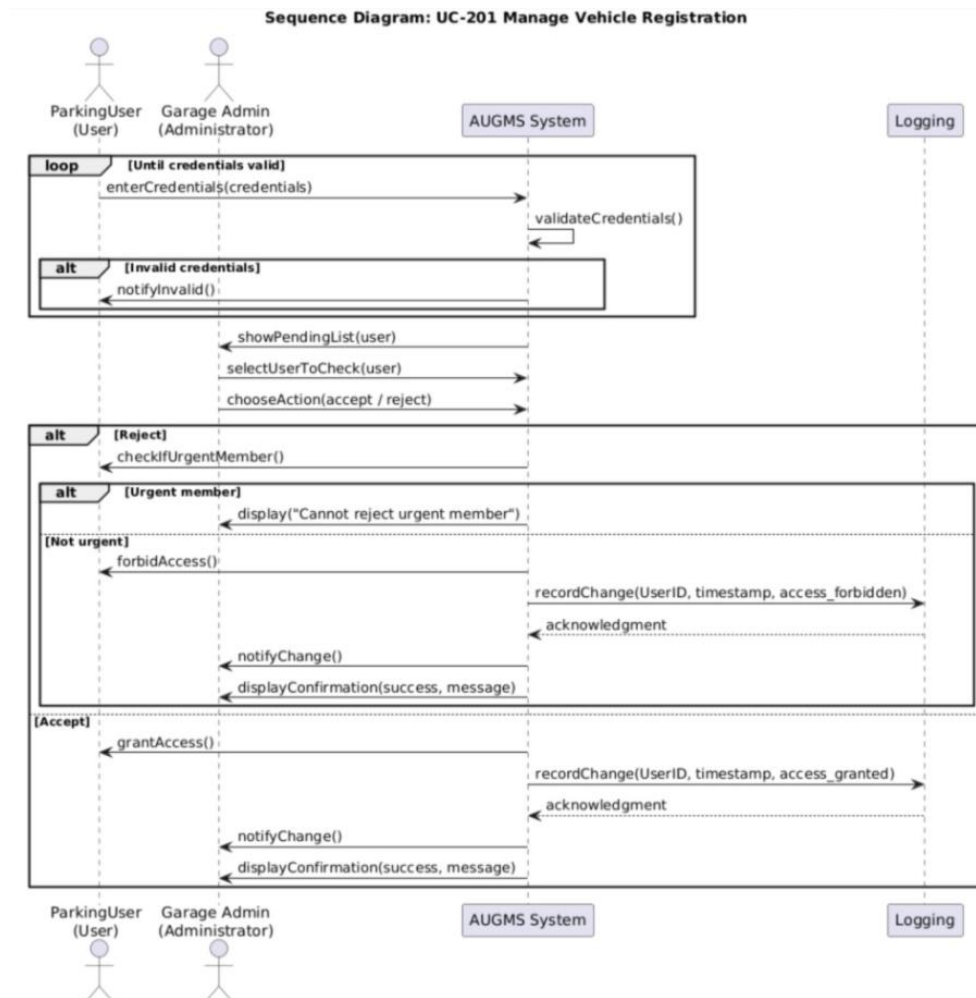 Sequence Diagram: UC-201 Manage Vehicle Registration
ParkingUser
(User)
Garage Admin
(Administrator)
AUGMS System
Logging
loop
[Until credentials valid]
enterCredentials(credentials)
validateCredentials()
alt
[Invalid credentials]
notifyInvalid()
showPendingList(user)
selectUserToCheck(user)
chooseAction(accept / reject)
alt
[Reject]
checkIfUrgentMember()
alt
[Urgent member]
display("Cannot reject urgent member")
[Not urgent]
forbidAccess()
recordChange(UserID, timestamp, access_forbidden)
acknowledgment
notifyChange()
displayConfirmation(success, message)
[Accept]
grantAccess()
recordChange(UserID, timestamp, access_granted)
acknowledgment
notifyChange()
displayConfirmation(success, message)
ParkingUser
(User)
Garage Admin
(Administrator)
AUGMS System
Logging